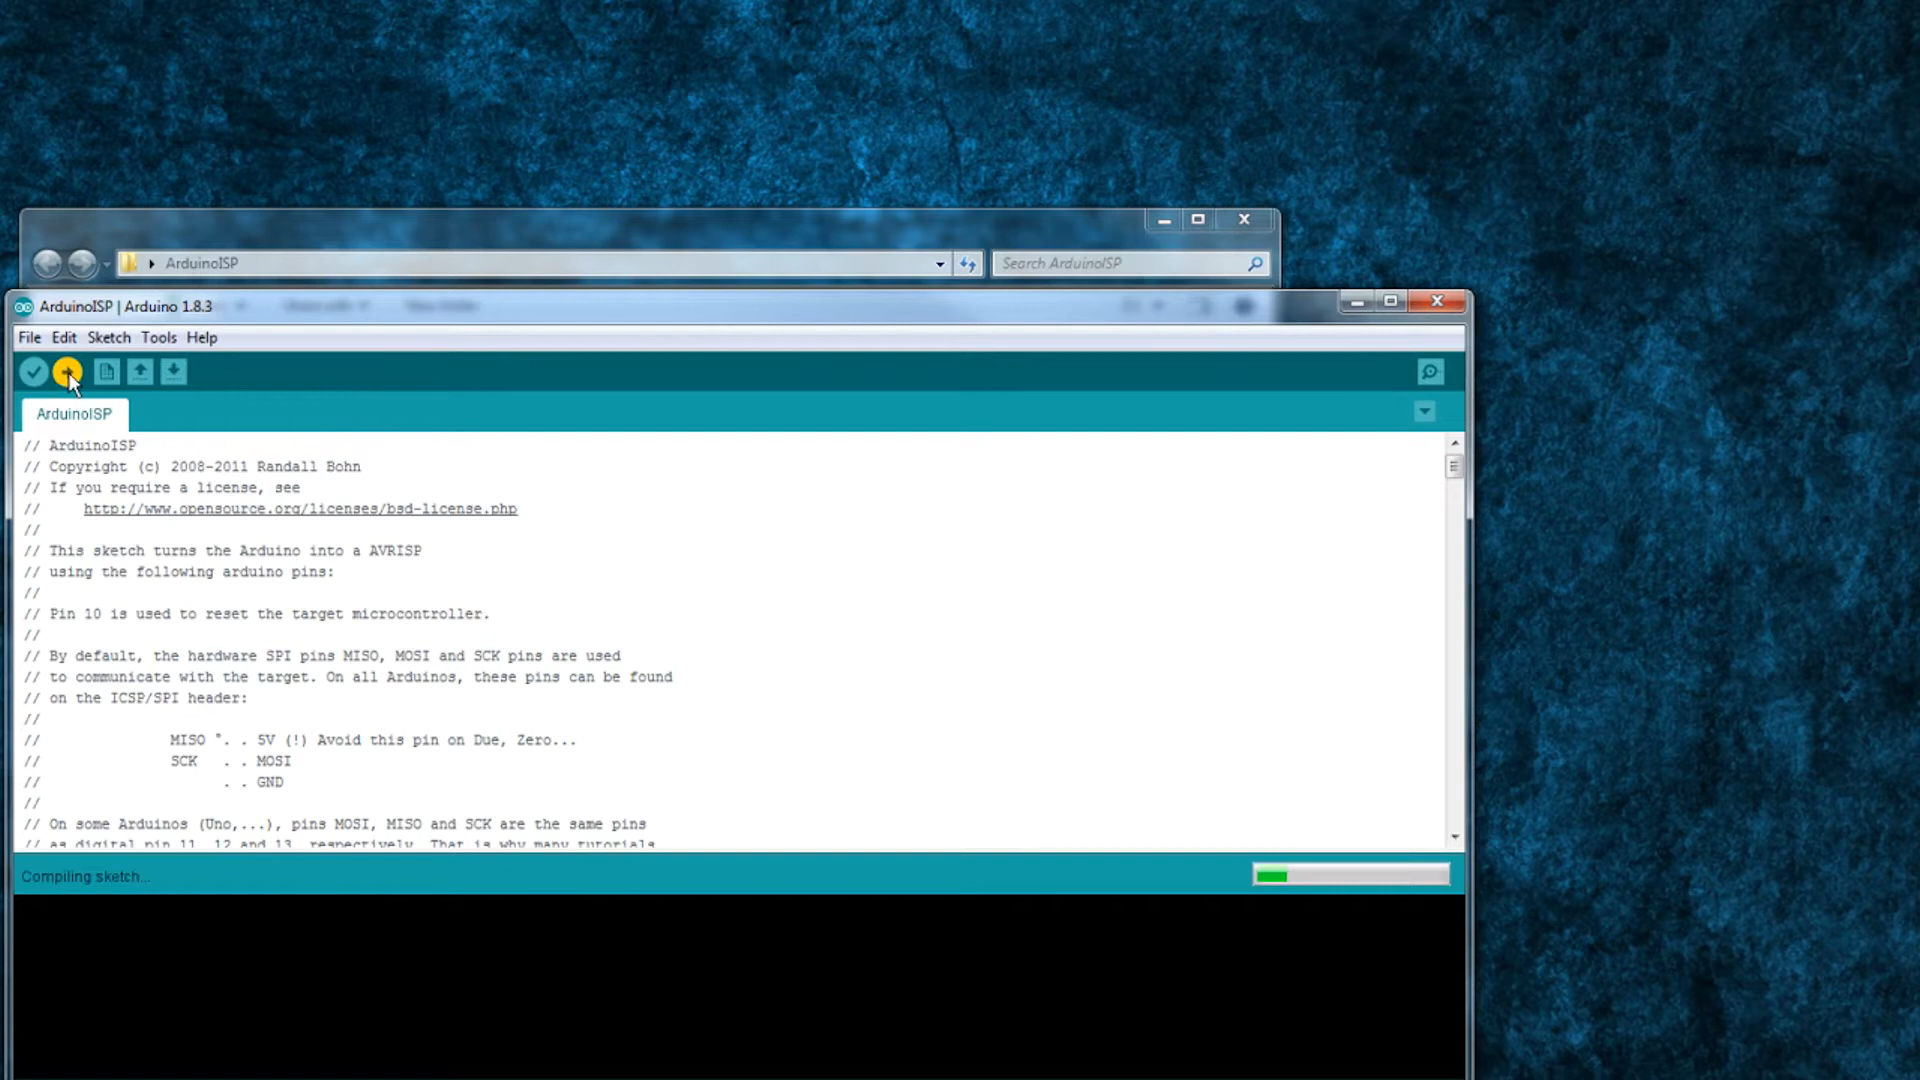 ArduinoISP
Search ArduinoISP
ArduinoISP | Arduino 1.8.3
File Edit Sketch Tools Help
ArduinoISP
// ArduinoISP
// Copyright (c) 2008-2011 Randall Bohn
// If you require a license, see
// http://www.opensource.org/licenses/bsd-license.php
//
// This sketch turns the Arduino into a AVRISP
// using the following arduino pins:
//
// Pin 10 is used to reset the target microcontroller.
//
// By default, the hardware SPI pins MISO, MOSI and SCK pins are used
// to communicate with the target. On all Arduinos, these pins can be found
// on the ICSP/SPI header:
//
// MISO °. . 5V (!) Avoid this pin on Due, Zero...
// SCK . . MOSI
// . . GND
//
// On some Arduinos (Uno,...), pins MOSI, MISO and SCK are the same pins
// as digital pin 11, 12 and 13, respectively. That is why many tutorials
Compiling sketch...